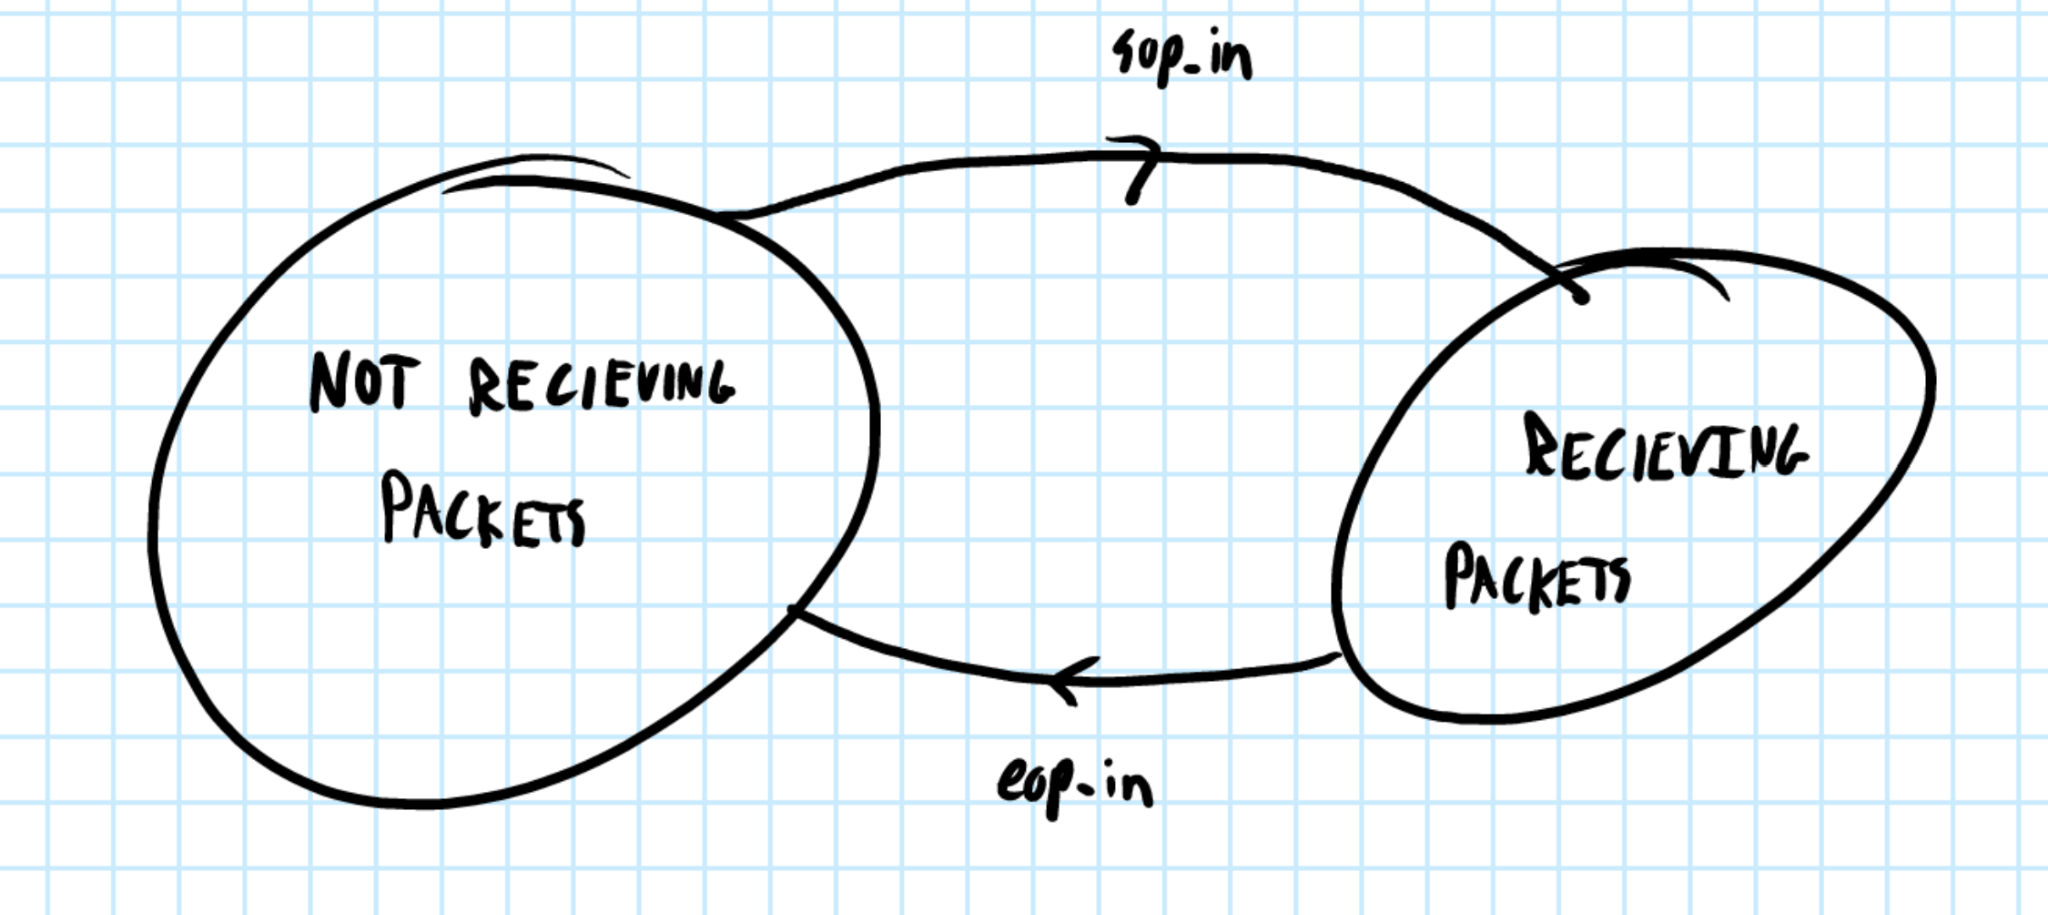 sop_in
NOT RECIEVING
PACKETS
RECIEVING
PACKETS
eop_in